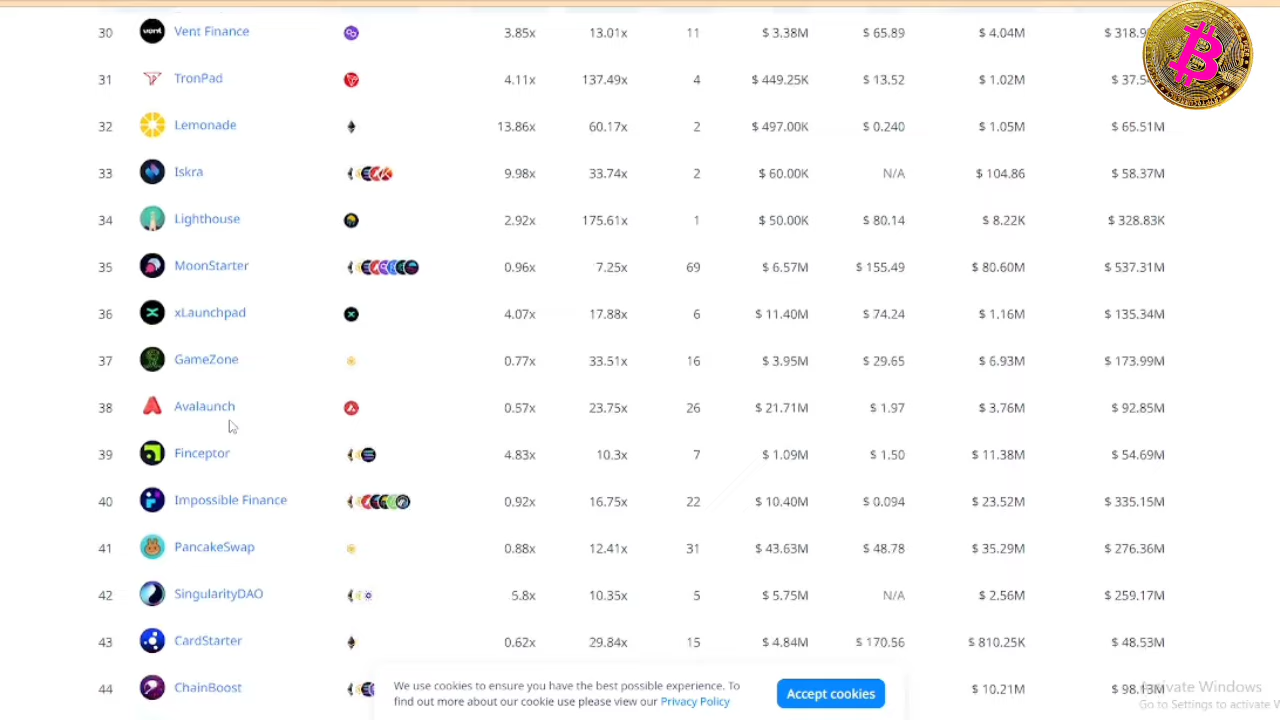 30 Vent Finance 3.85x 13.01x 11 $ 3.38M $ 65.89 $ 4.04M
31 TronPad 4.11x 137.49x 4 $ 449.25K $ 13.52 $ 1.02M
32 Lemonade 13.86x 60.17x 2 $ 497.00K $ 0.240 $ 1.05M $ 65.51M
33 Iskra 9.98x 33.74x 2 $ 60.00K N/A $ 104.86 $ 58.37M
34 Lighthouse 2.92x 175.61x 1 $ 50.00K $ 80.14 $ 8.22K $ 328.83K
35 MoonStarter 0.96x 7.25x 69 $ 6.57M $ 155.49 $ 80.60M $ 537.31M
36 xLaunchpad 4.07x 17.88x 6 $ 11.40M $ 74.24 $ 1.16M $ 135.34M
37 GameZone 0.77x 33.51x 16 $ 3.95M $ 29.65 $ 6.93M $ 173.99M
38 Avalaunch 0.57x 23.75x 26 $ 21.71M $ 1.97 $ 3.76M $ 92.85M
39 Finceptor 4.83x 10.3x 7 $ 1.09M $ 1.50 $ 11.38M $ 54.69M
40 Impossible Finance 0.92x 16.75x 22 $ 10.40M $ 0.094 $ 23.52M $ 335.15M
41 PancakeSwap 0.88x 12.41x 31 $ 43.63M $ 48.78 $ 35.29M $ 276.36M
42 SingularityDAO 5.8x 10.35x 5 $ 5.75M N/A $ 2.56M $ 259.17M
43 CardStarter 0.62x 29.84x 15 $ 4.84M $ 170.56 $ 810.25K $ 48.53M
44 ChainBoost $ 10.21M
We use cookies to ensure you have the best possible experience. To
find out more about our cookie use please view our Privacy Policy
Accept cookies
Activate Windows
Go to Settings to activate